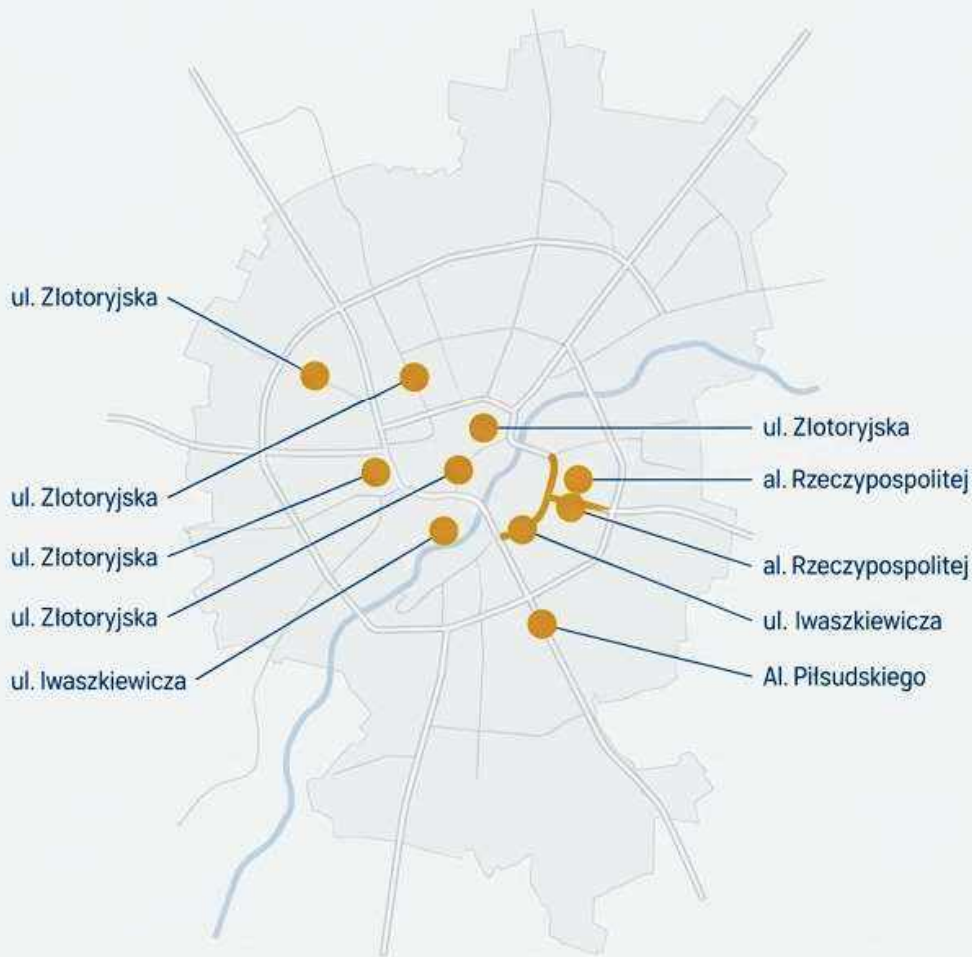 ul. Złotoryjska
ul. Złotoryjska
ul. Złotoryjska
ul. Złotoryjska
ul. Iwaszkiewicza
ul. Złotoryjska
al. Rzeczypospolitej
al. Rzeczypospolitej
ul. Iwaszkiewicza
Al. Piłsudskiego